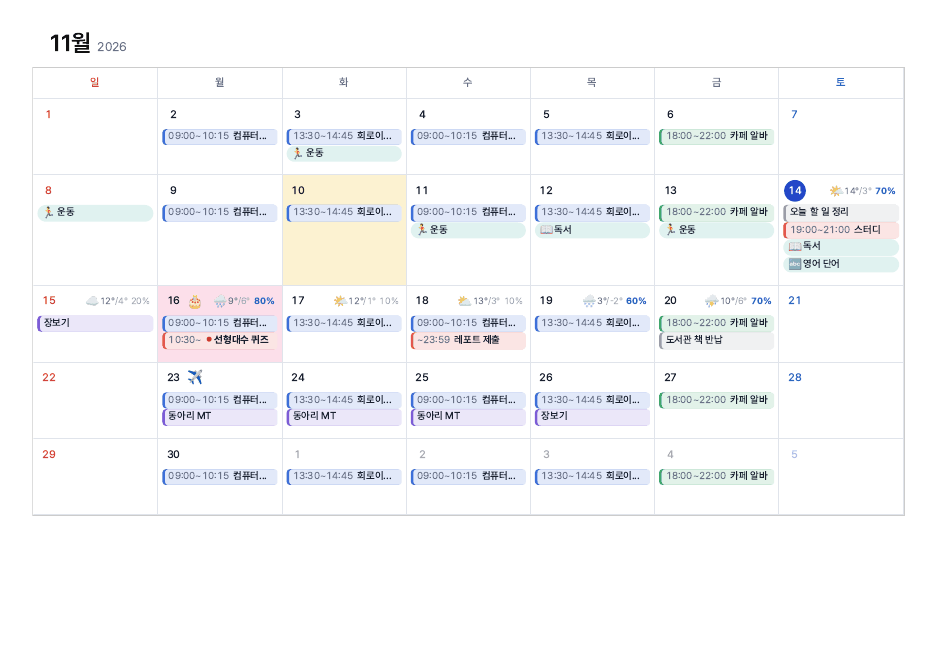 11월 2026
일 월 화 수 목 금 토
1 2 3 4 5 6 7
09:00~10:15 컴퓨터... 13:30~14:45 회로이... 09:00~10:15 컴퓨터... 13:30~14:45 회로이... 18:00~22:00 카페 알바
운동
8 9 10 11 12 13 14 14°/3° 70%
운동 09:00~10:15 컴퓨터... 13:30~14:45 회로이... 09:00~10:15 컴퓨터... 13:30~14:45 회로이... 18:00~22:00 카페 알바 오늘 할 일 정리
운동 독서 운동 19:00~21:00 스터디
독서
abc 영어 단어
15 12°/4° 20% 16 9°/6° 80% 17 12°/1° 10% 18 13°/3° 10% 19 3°/-2° 60% 20 10°/6° 70% 21
장보기 09:00~10:15 컴퓨터... 13:30~14:45 회로이... 09:00~10:15 컴퓨터... 13:30~14:45 회로이... 18:00~22:00 카페 알바
10:30~ 선형대수 퀴즈 ~23:59 레포트 제출 도서관 책 반납
22 23 24 25 26 27 28
09:00~10:15 컴퓨터... 13:30~14:45 회로이... 09:00~10:15 컴퓨터... 13:30~14:45 회로이... 18:00~22:00 카페 알바
동아리 MT 동아리 MT 동아리 MT 장보기
29 30 1 2 3 4 5
09:00~10:15 컴퓨터... 13:30~14:45 회로이... 09:00~10:15 컴퓨터... 13:30~14:45 회로이... 18:00~22:00 카페 알바